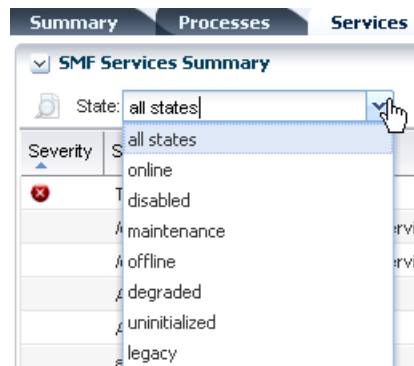 Summary Processes Services
SMF Services Summary
State: all states
Severity
all states
online
disabled
maintenance
offline
degraded
uninitialized
legacy